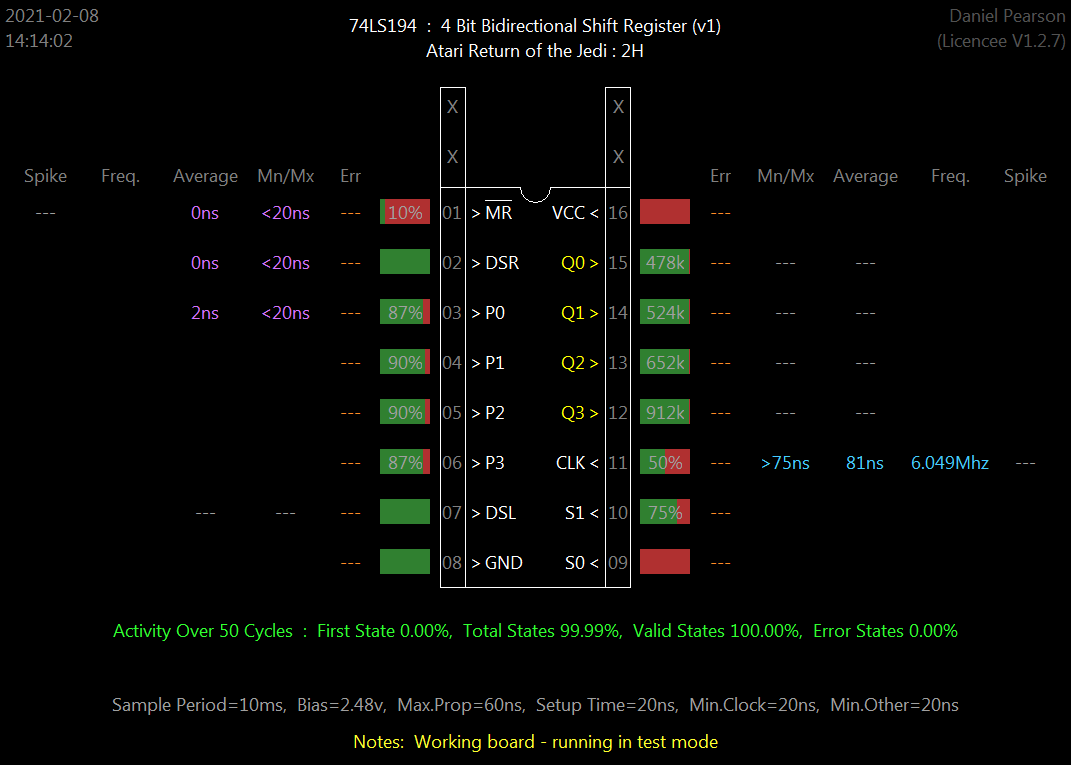 2021-02-08
14:14:02
74LS194 : 4 Bit Bidirectional Shift Register (v1)
Atari Return of the Jedi : 2H
Daniel Pearson
(Licencee V1.2.7)
X X
X X
Spike Freq. Average Mn/Mx Err Err Mn/Mx Average Freq. Spike
--- 0ns <20ns --- 10% 01 > MR VCC < 16 ---
0ns <20ns --- 02 > DSR Q0 > 15 478k --- --- ---
2ns <20ns --- 87% 03 > P0 Q1 > 14 524k --- --- ---
--- 90% 04 > P1 Q2 > 13 652k --- --- ---
--- 90% 05 > P2 Q3 > 12 912k --- --- ---
--- 87% 06 > P3 CLK < 11 50% --- >75ns 81ns 6.049Mhz ---
--- --- --- 07 > DSL S1 < 10 75% ---
--- 08 > GND S0 < 09 ---
Activity Over 50 Cycles : First State 0.00%, Total States 99.99%, Valid States 100.00%, Error States 0.00%
Sample Period=10ms, Bias=2.48v, Max.Prop=60ns, Setup Time=20ns, Min.Clock=20ns, Min.Other=20ns
Notes: Working board - running in test mode